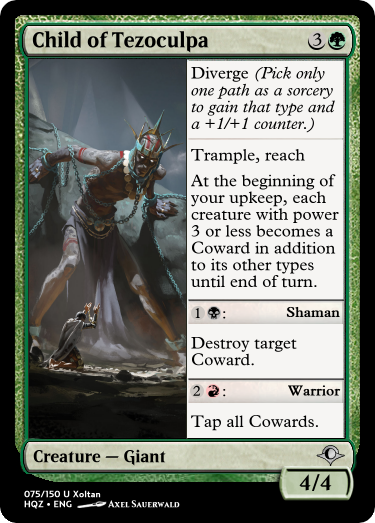 Child of Tezoculpa 3
Diverge (Pick only
one path as a sorcery
to gain that type and
a +1/+1 counter.)
Trample, reach
At the beginning of
your upkeep, each
creature with power
3 or less becomes a
Coward in addition
to its other types
until end of turn.
1 : Shaman
Destroy target
Coward.
2 : Warrior
Tap all Cowards.
Creature — Giant
4/4
075/150 U Xoltan
HQZ • ENG Axel Sauerwald